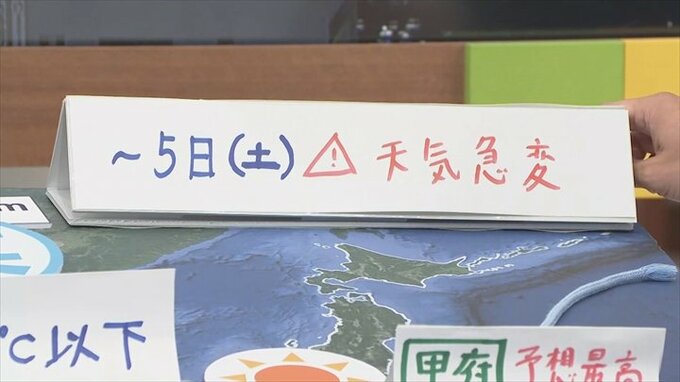 ~5日(土)⚠天気急変
m
℃以下
甲府 予想最高